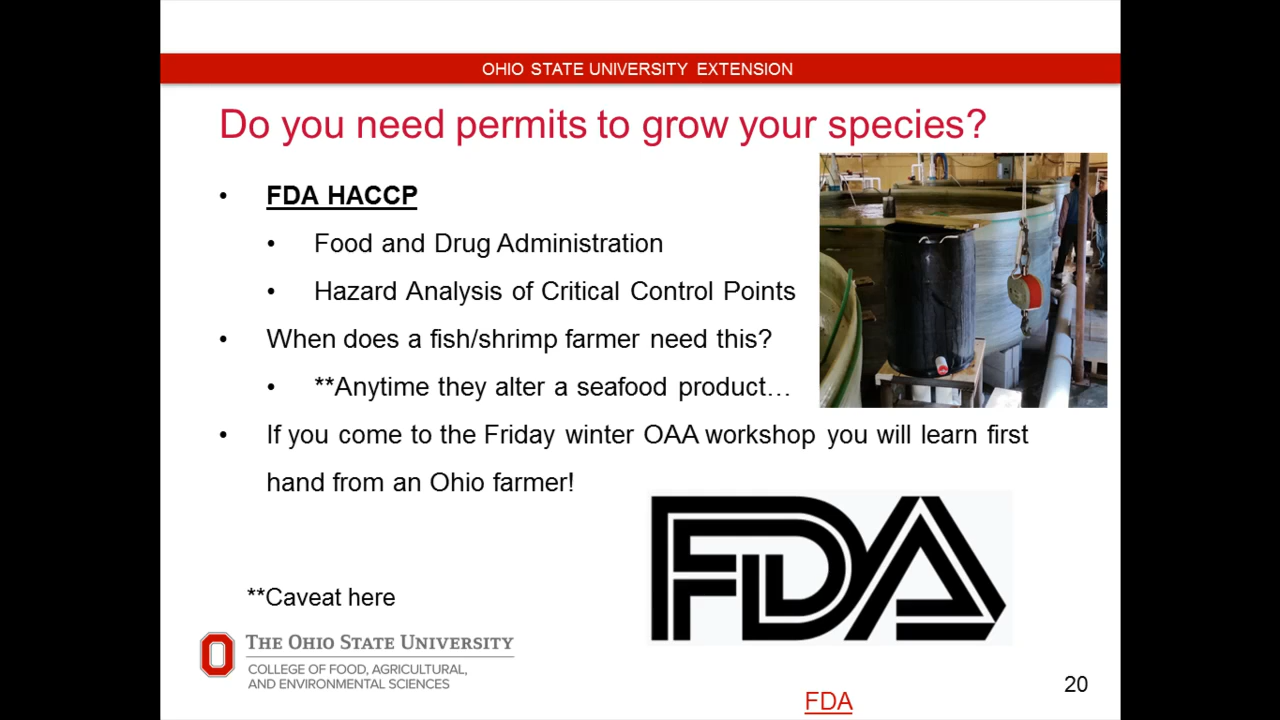 OHIO STATE UNIVERSITY EXTENSION
Do you need permits to grow your species?
• FDA HACCP
• Food and Drug Administration
• Hazard Analysis of Critical Control Points
• When does a fish/shrimp farmer need this?
• **Anytime they alter a seafood product…
• If you come to the Friday winter OAA workshop you will learn first
hand from an Ohio farmer!
FDA
**Caveat here
THE OHIO STATE UNIVERSITY
COLLEGE OF FOOD, AGRICULTURAL,
AND ENVIRONMENTAL SCIENCES
FDA
20